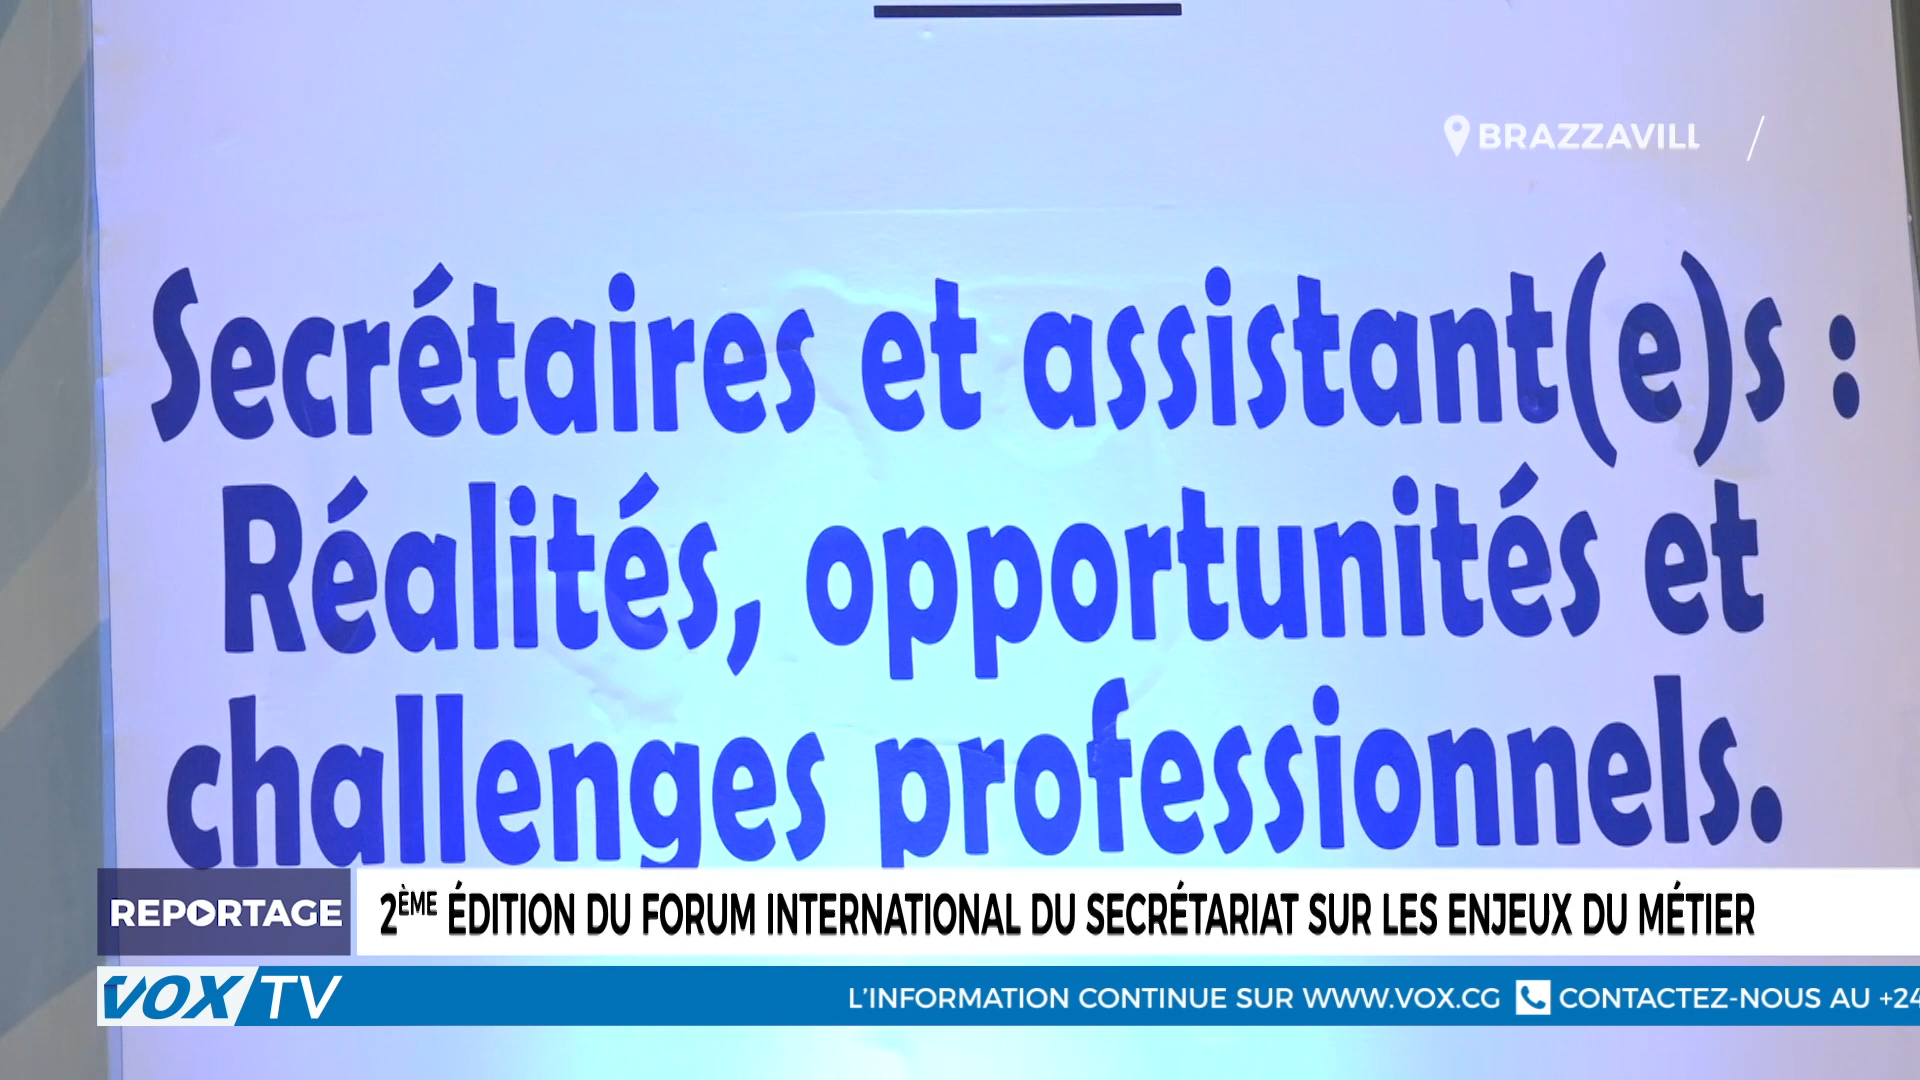 BRAZZAVILL /
Secrétaires et assistant(e)s :
Réalités, opportunités et
challenges professionnels.
REPORTAGE
2ÈME ÉDITION DU FORUM INTERNATIONAL DU SECRÉTARIAT SUR LES ENJEUX DU MÉTIER
VOX/TV
L'INFORMATION CONTINUE SUR WWW.VOX.CG CONTACTEZ-NOUS AU +24